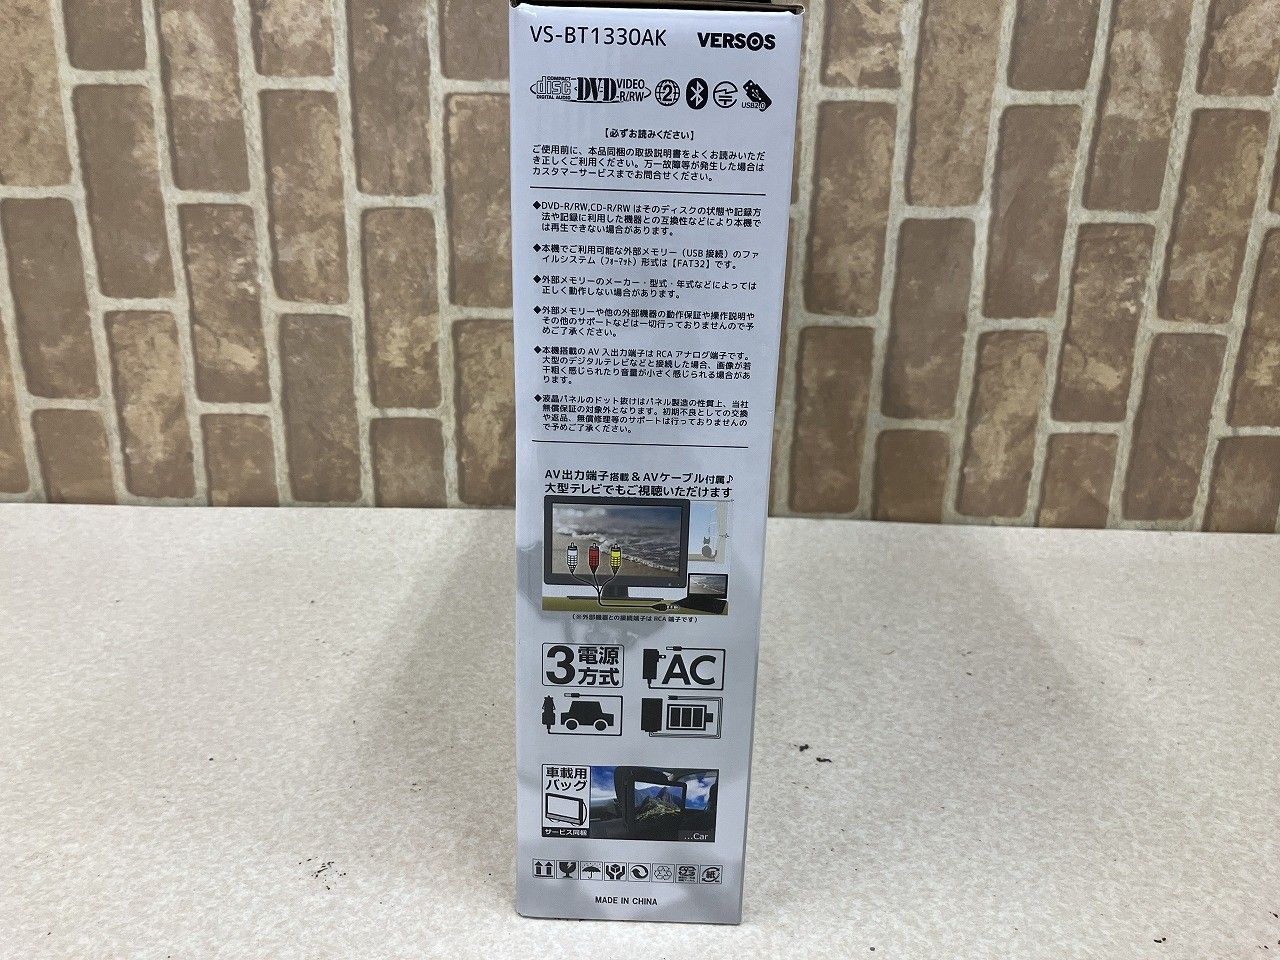 VS-BT1330AK VERSOS
COMPACT disc DIGITAL AUDIO DVD VIDEO -R/RW 2 USB2.0
【必ずお読みください】
ご使用前に、本品同梱の取扱説明書をよくお読みいただ
き正しくご利用ください。万一故障等が発生した場合は
カスタマーサービスまでお問合せください。
◆DVD-R/RW,CD-R/RW はそのディスクの状態や記録方
法や記録に利用した機器との互換性などにより本機で
は再生できない場合があります。
◆本機でご利用可能な外部メモリー（USB 接続）のファ
イルシステム（フォーマット）形式は【FAT32】です。
◆外部メモリーのメーカー・型式・年式などによっては
正しく動作しない場合があります。
◆外部メモリーや他の外部機器の動作保証や操作説明や
その他のサポートなどは一切行っておりませんので予
めご了承ください。
◆本機搭載の AV 入出力端子は RCA アナログ端子です。
大型のデジタルテレビなどと接続した場合、画像が若
干粗く感じられたり音量が小さく感じられる場合があ
ります。
◆液晶パネルのドット抜けはパネル製造の性質上、当社
無償保証の対象外となります。初期不良としての交換
や返品、無償修理等のサポートは行っておりませんの
で予めご了承ください。
AV出力端子搭載＆AVケーブル付属♪
大型テレビでもご視聴いただけます
（※外部機器との接続端子は RCA 端子です）
3電源方式
AC
車載用
バッグ
サービス同梱
...Car
紙
MADE IN CHINA